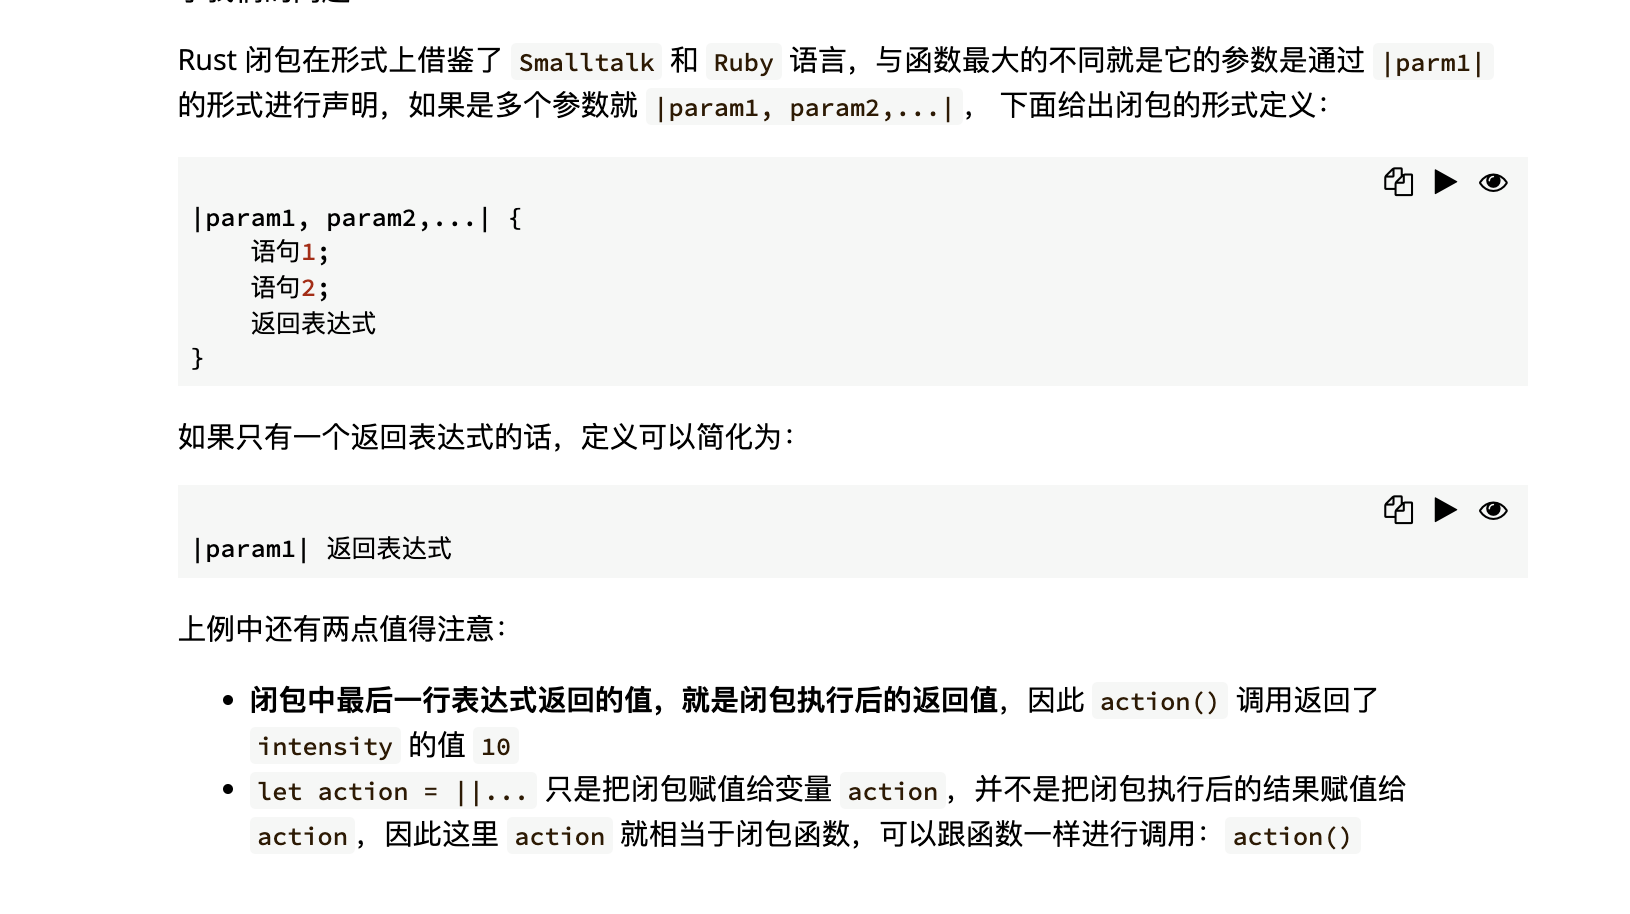 Rust 闭包在形式上借鉴了 Smalltalk 和 Ruby 语言，与函数最大的不同就是它的参数是通过 |parm1|
的形式进行声明，如果是多个参数就 |param1, param2,...|， 下面给出闭包的形式定义：
|param1, param2,...| {
    语句1;
    语句2;
    返回表达式
}
如果只有一个返回表达式的话，定义可以简化为：
|param1| 返回表达式
上例中还有两点值得注意：
• 闭包中最后一行表达式返回的值，就是闭包执行后的返回值，因此 action() 调用返回了
intensity 的值 10
• let action = ||... 只是把闭包赋值给变量 action，并不是把闭包执行后的结果赋值给
action，因此这里 action 就相当于闭包函数，可以跟函数一样进行调用：action()